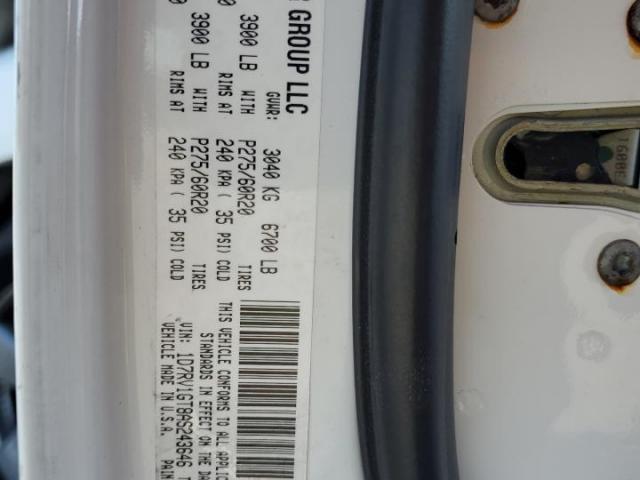 GROUP LLC
GVWR: 3040 KG 6700 LB
3900 LB WITH P275/60R20 TIRES
RIMS AT 240 KPA ( 35 PSI) COLD
3900 LB WITH P275/60R20 TIRES
RIMS AT 240 KPA ( 35 PSI) COLD
THIS VEHICLE CONFORMS TO ALL
STANDARDS IN EFFECT ON THE DA
VIN: 1D7RV1GT8AS243646
VEHICLE MADE IN U.S.A. PAIN